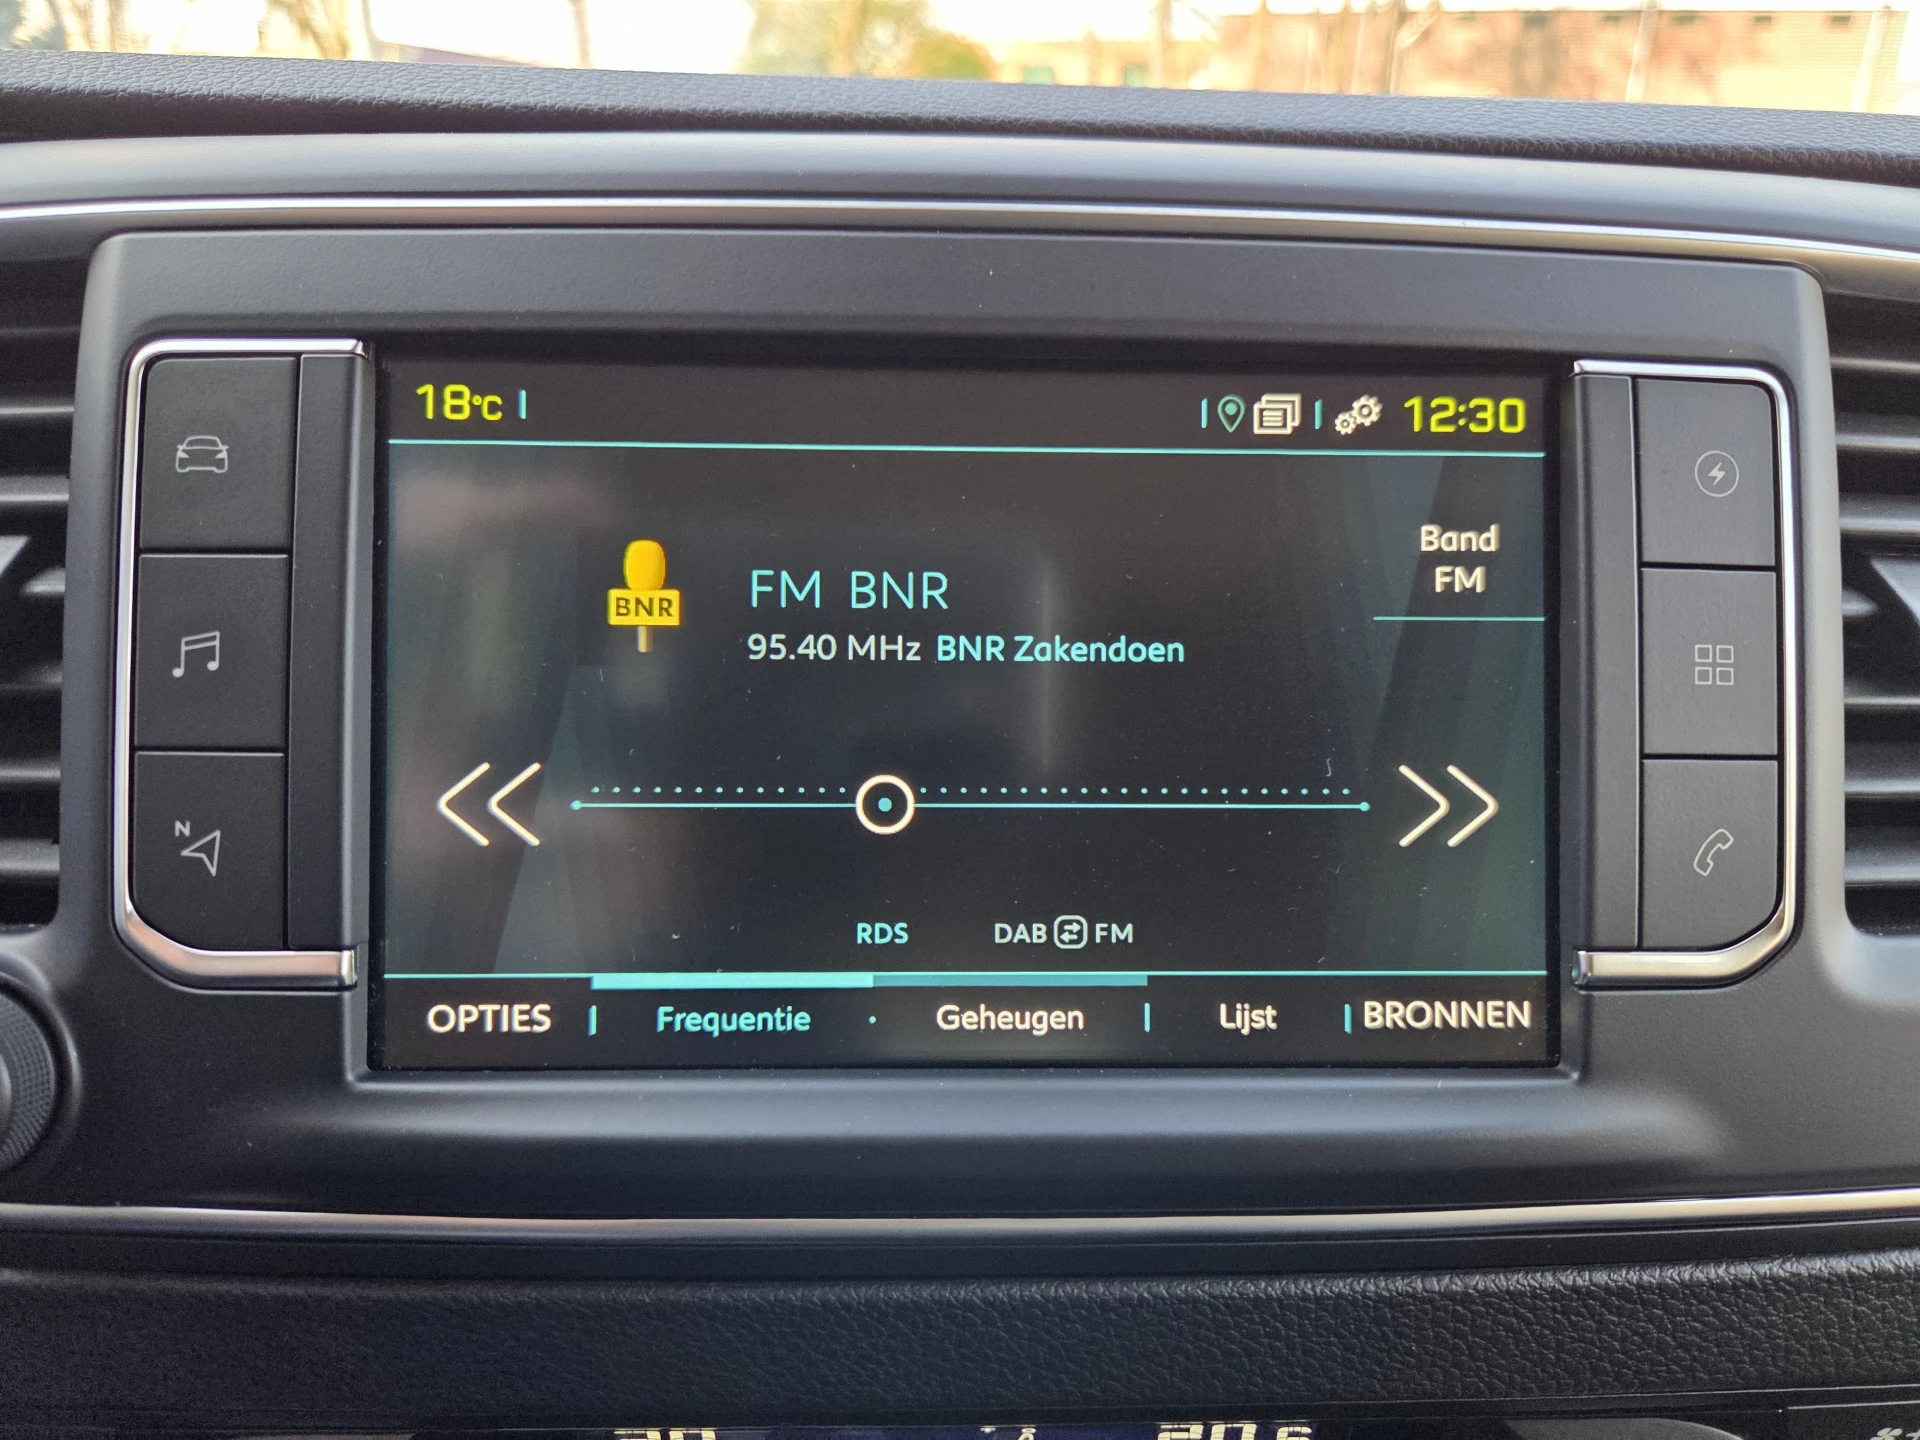 18°C
12:30
Band
FM
BNR
FM BNR
95.40 MHz BNR Zakendoen
N
RDS DAB FM
OPTIES Frequentie · Geheugen Lijst BRONNEN